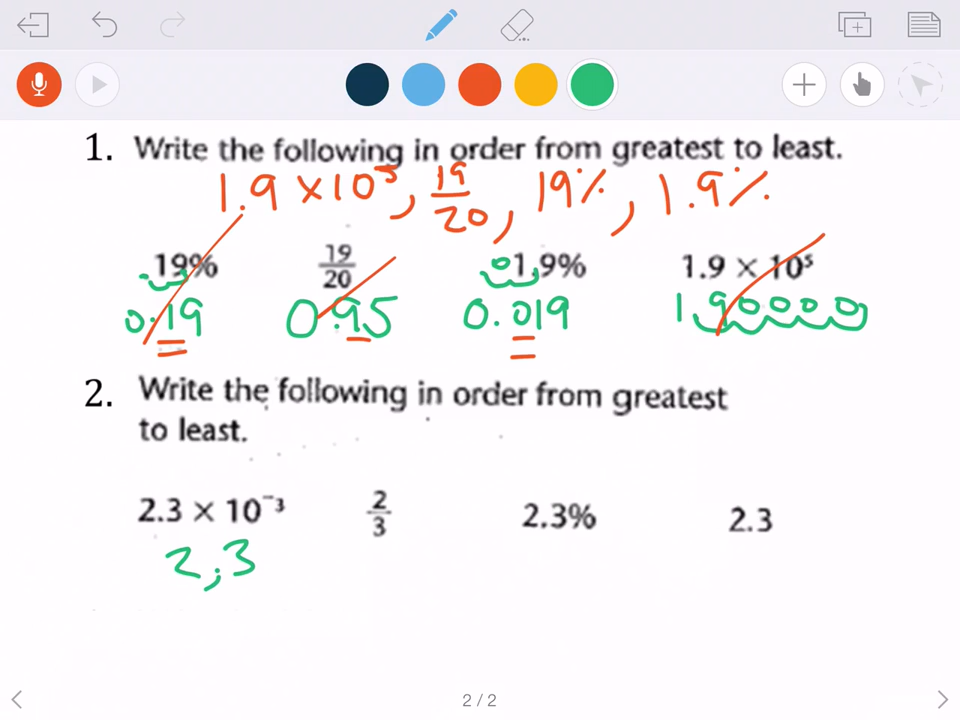 1. Write the following in order from greatest to least.
1.9 × 10⁵, 19/20, 19%, 1.9%
19% 19/20 1.9% 1.9 × 10⁵
0.19 0.95 0.019 190000
2. Write the following in order from greatest
to least.
2.3 × 10⁻³ 2/3 2.3% 2.3
2.3
2 / 2